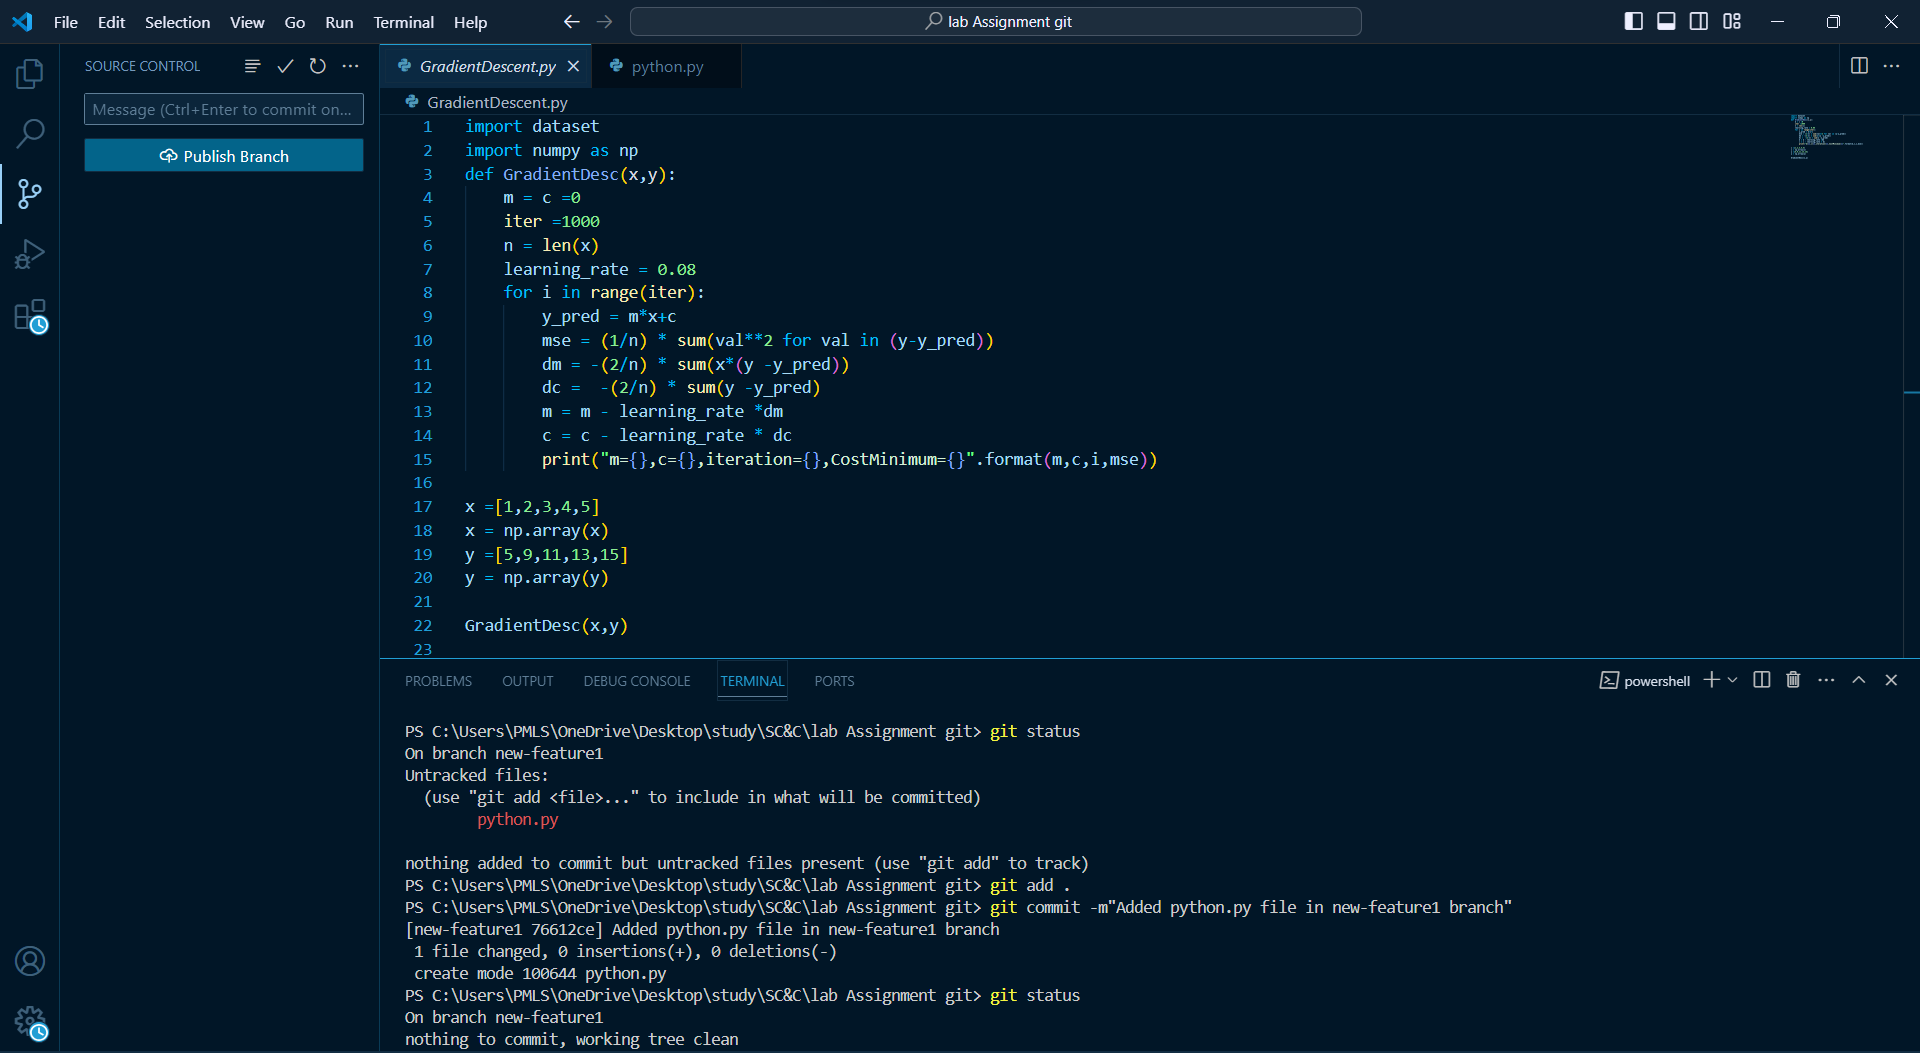 File Edit Selection View Go Run Terminal Help
lab Assignment git
SOURCE CONTROL
Message (Ctrl+Enter to commit on...
Publish Branch
GradientDescent.py
python.py
GradientDescent.py
1 import dataset
2 import numpy as np
3 def GradientDesc(x,y):
4 m = c =0
5 iter =1000
6 n = len(x)
7 learning_rate = 0.08
8 for i in range(iter):
9 y_pred = m*x+c
10 mse = (1/n) * sum(val**2 for val in (y-y_pred))
11 dm = -(2/n) * sum(x*(y -y_pred))
12 dc =  -(2/n) * sum(y -y_pred)
13 m = m - learning_rate *dm
14 c = c - learning_rate * dc
15 print("m={},c={},iteration={},CostMinimum={}".format(m,c,i,mse))
16
17 x =[1,2,3,4,5]
18 x = np.array(x)
19 y =[5,9,11,13,15]
20 y = np.array(y)
21
22 GradientDesc(x,y)
23
PROBLEMS OUTPUT DEBUG CONSOLE TERMINAL PORTS
powershell
PS C:\Users\PMLS\OneDrive\Desktop\study\SC&C\lab Assignment git> git status
On branch new-feature1
Untracked files:
(use "git add <file>..." to include in what will be committed)
python.py
nothing added to commit but untracked files present (use "git add" to track)
PS C:\Users\PMLS\OneDrive\Desktop\study\SC&C\lab Assignment git> git add .
PS C:\Users\PMLS\OneDrive\Desktop\study\SC&C\lab Assignment git> git commit -m"Added python.py file in new-feature1 branch"
[new-feature1 76612ce] Added python.py file in new-feature1 branch
1 file changed, 0 insertions(+), 0 deletions(-)
create mode 100644 python.py
PS C:\Users\PMLS\OneDrive\Desktop\study\SC&C\lab Assignment git> git status
On branch new-feature1
nothing to commit, working tree clean